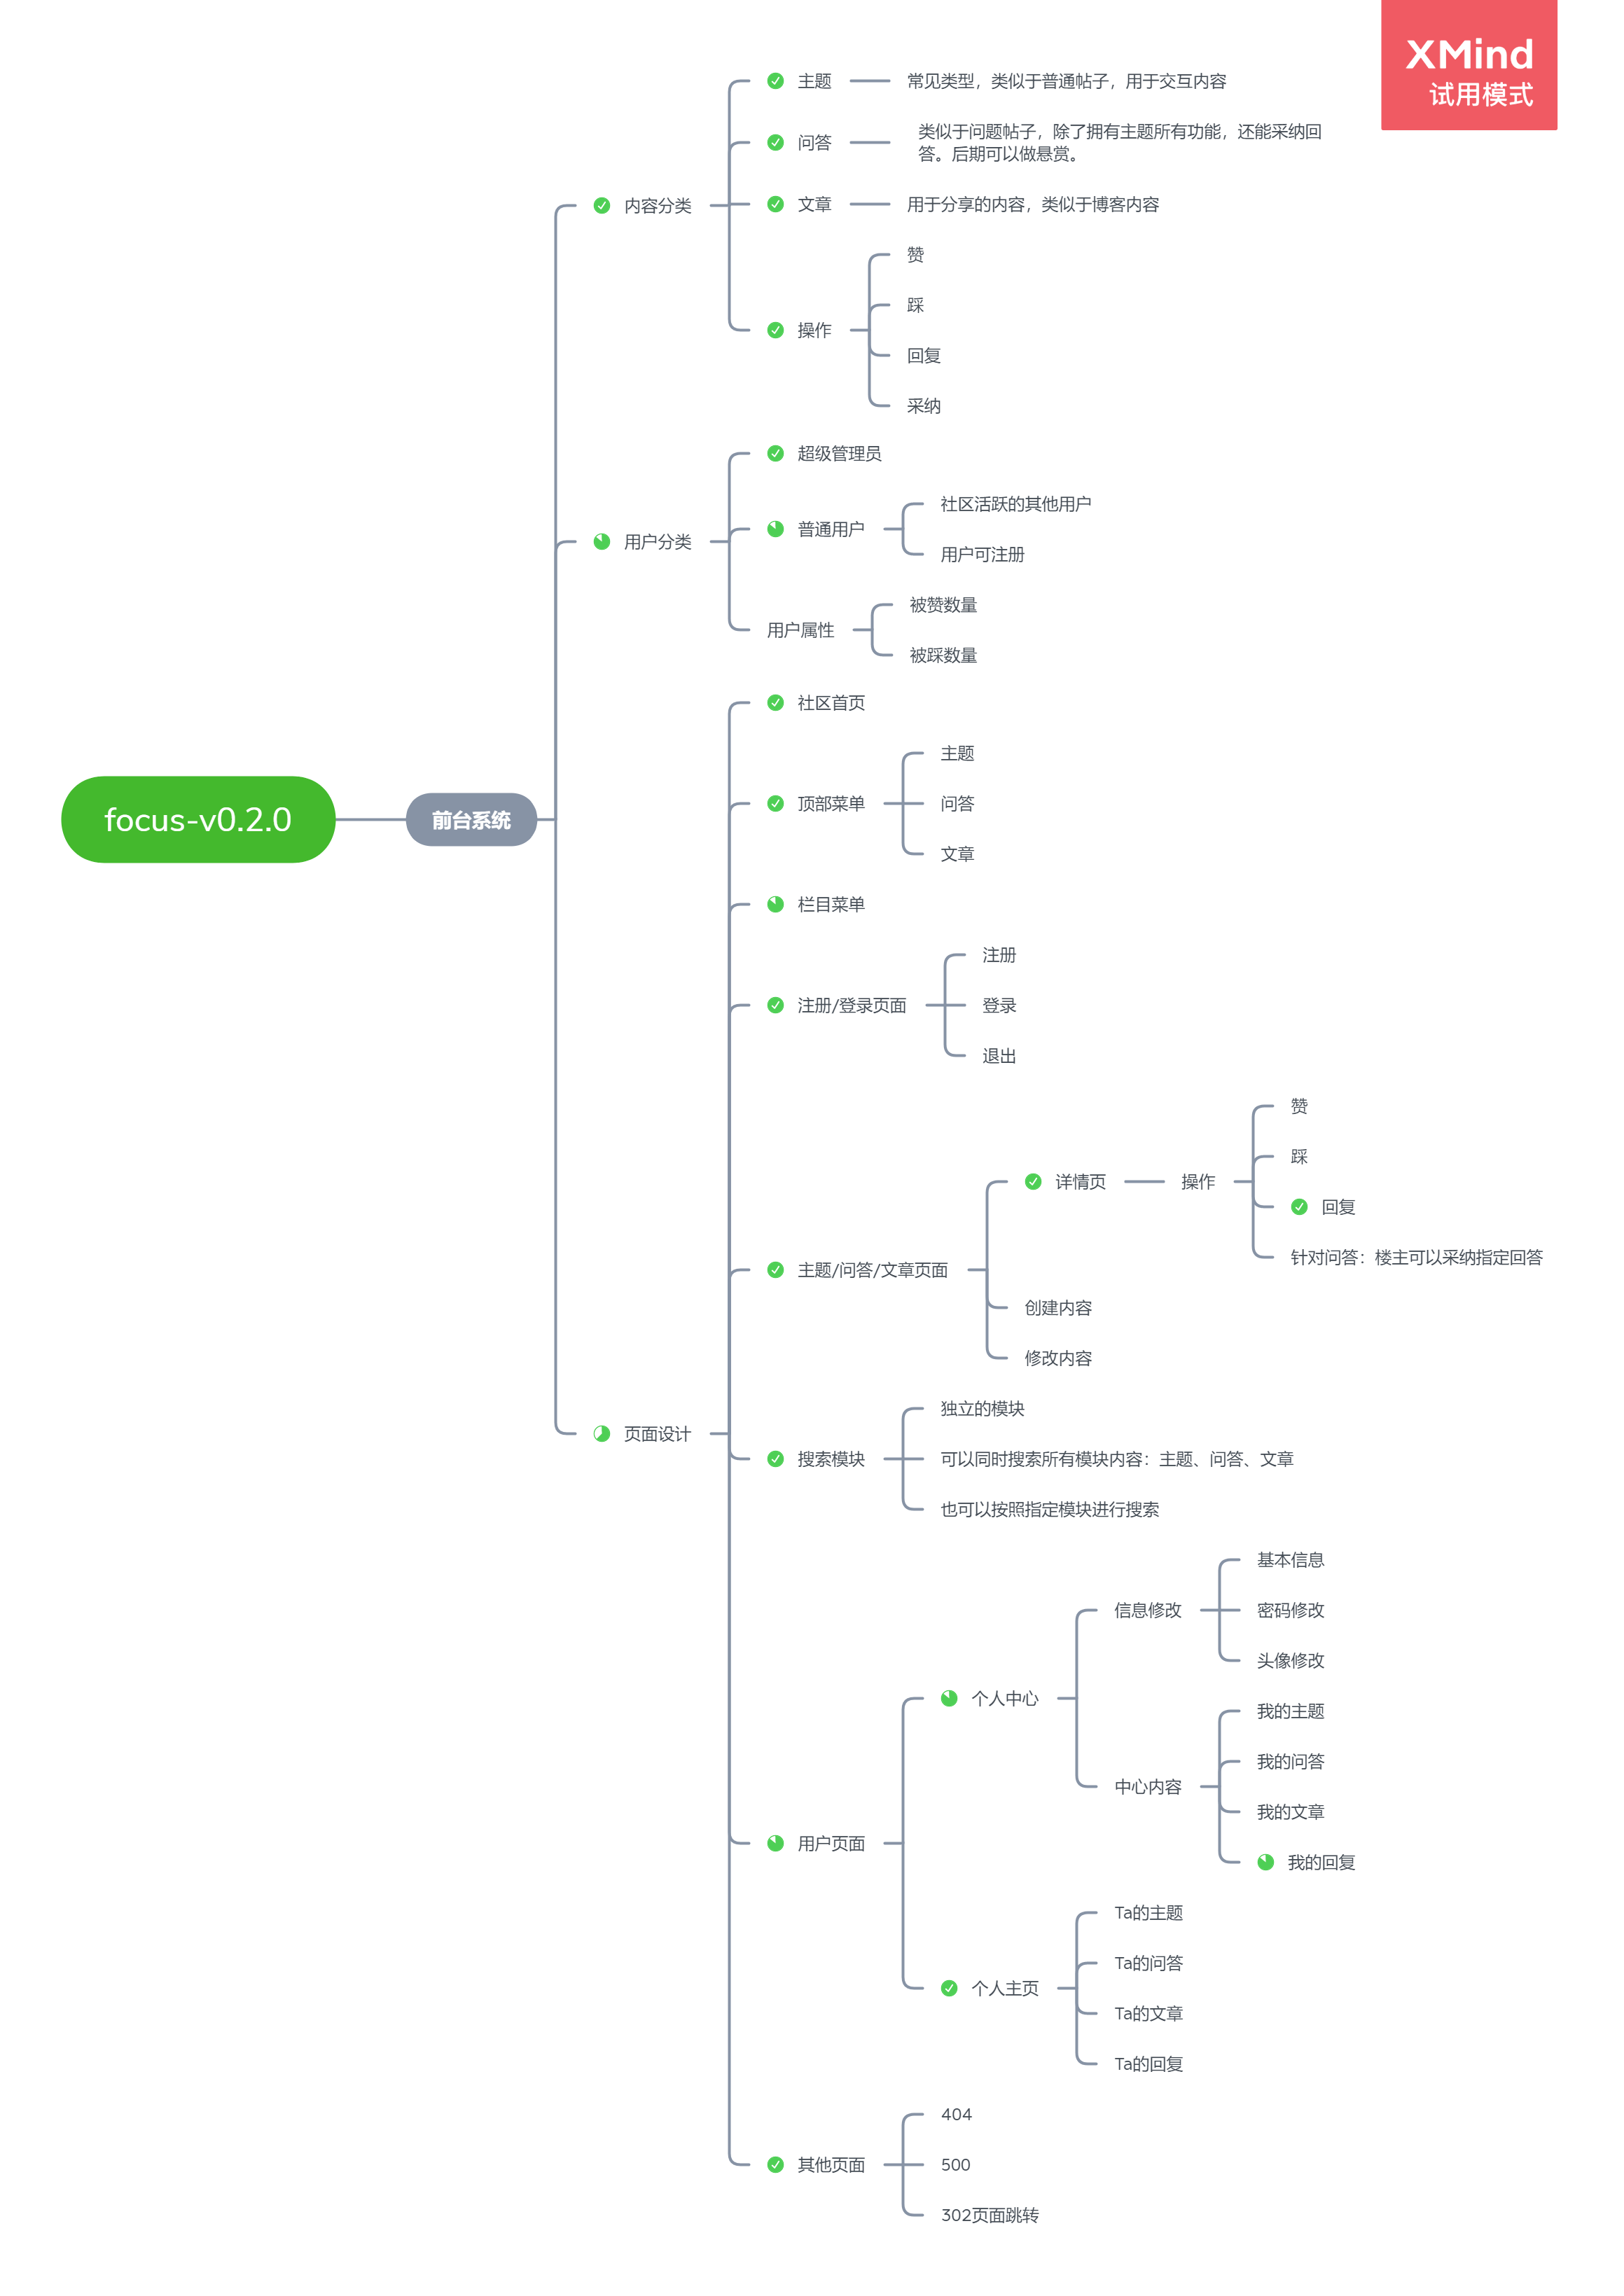 XMind
试用模式
主题
常见类型，类似于普通帖子，用于交互内容
问答
类似于问题帖子，除了拥有主题所有功能，还能采纳回
答。后期可以做悬赏。
内容分类
文章
用于分享的内容，类似于博客内容
操作
赞
踩
回复
采纳
用户分类
超级管理员
普通用户
社区活跃的其他用户
用户可注册
用户属性
被赞数量
被踩数量
focus-v0.2.0
前台系统
页面设计
社区首页
顶部菜单
主题
问答
文章
栏目菜单
注册/登录页面
注册
登录
退出
主题/问答/文章页面
详情页
操作
赞
踩
回复
针对问答：楼主可以采纳指定回答
创建内容
修改内容
搜索模块
独立的模块
可以同时搜索所有模块内容：主题、问答、文章
也可以按照指定模块进行搜索
用户页面
个人中心
信息修改
基本信息
密码修改
头像修改
中心内容
我的主题
我的问答
我的文章
我的回复
个人主页
Ta的主题
Ta的问答
Ta的文章
Ta的回复
其他页面
404
500
302页面跳转